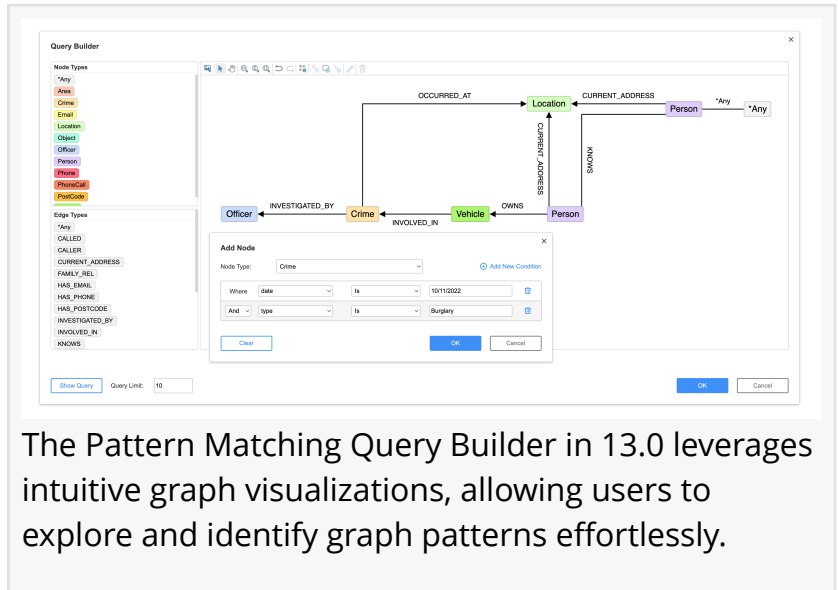 Query Builder
Node Types
*Any
Area
Crime
Email
Location
Object
Officer
Person
Phone
PhoneCall
PostCode
Edge Types
*Any
CALLED
CALLER
CURRENT_ADDRESS
FAMILY_REL
HAS_EMAIL
HAS_PHONE
HAS_POSTCODE
INVESTIGATED_BY
INVOLVED_IN
KNOWS
OCCURRED_AT
Location
CURRENT_ADDRESS
Person
*Any
*Any
CURRENT_ADDRESS
KNOWS
Officer
INVESTIGATED_BY
Crime
INVOLVED_IN
Vehicle
OWNS
Person
Add Node
Node Type: Crime
Add New Condition
Where date Is 10/11/2022
And type Is Burglary
Clear OK Cancel
Show Query Query Limit: 10 OK Cancel
The Pattern Matching Query Builder in 13.0 leverages
intuitive graph visualizations, allowing users to
explore and identify graph patterns effortlessly.